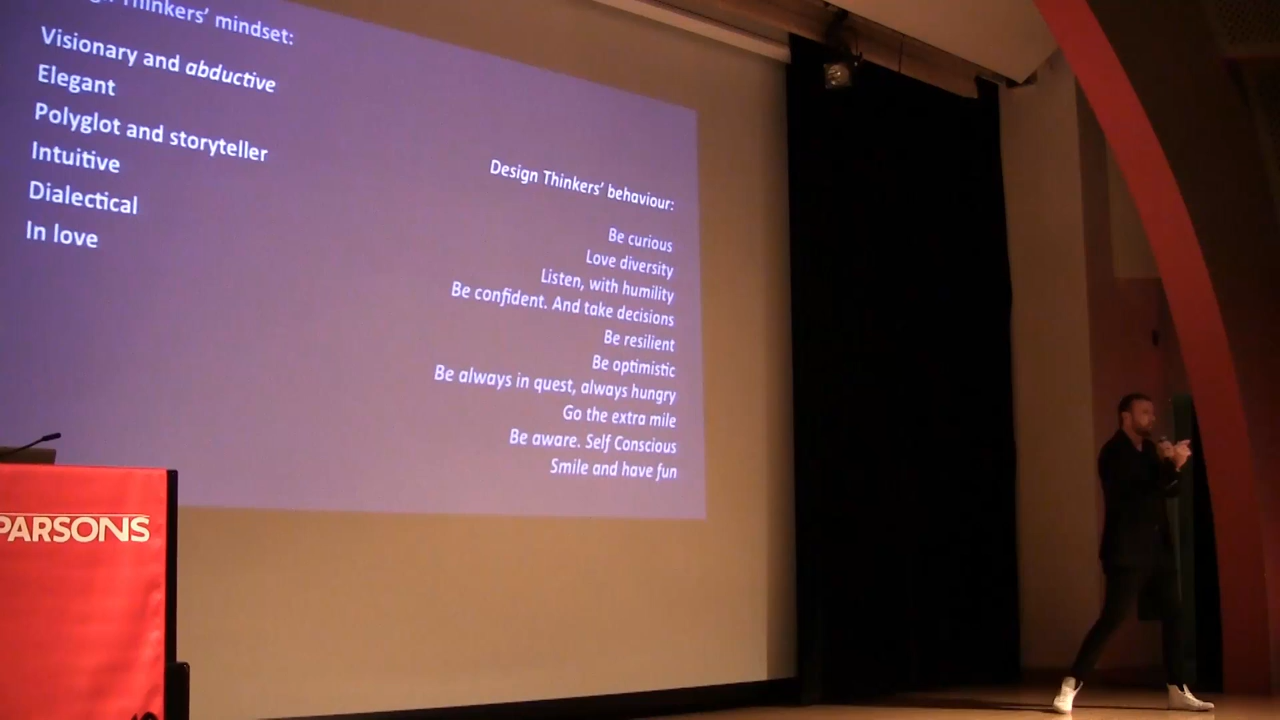 Thinkers' mindset:
Visionary and abductive
Elegant
Polyglot and storyteller
Intuitive
Dialectical
In love
Design Thinkers' behaviour:
Be curious
Love diversity
Listen, with humility
Be confident. And take decisions
Be resilient
Be optimistic
Be always in quest, always hungry
Go the extra mile
Be aware. Self Conscious
Smile and have fun
PARSONS